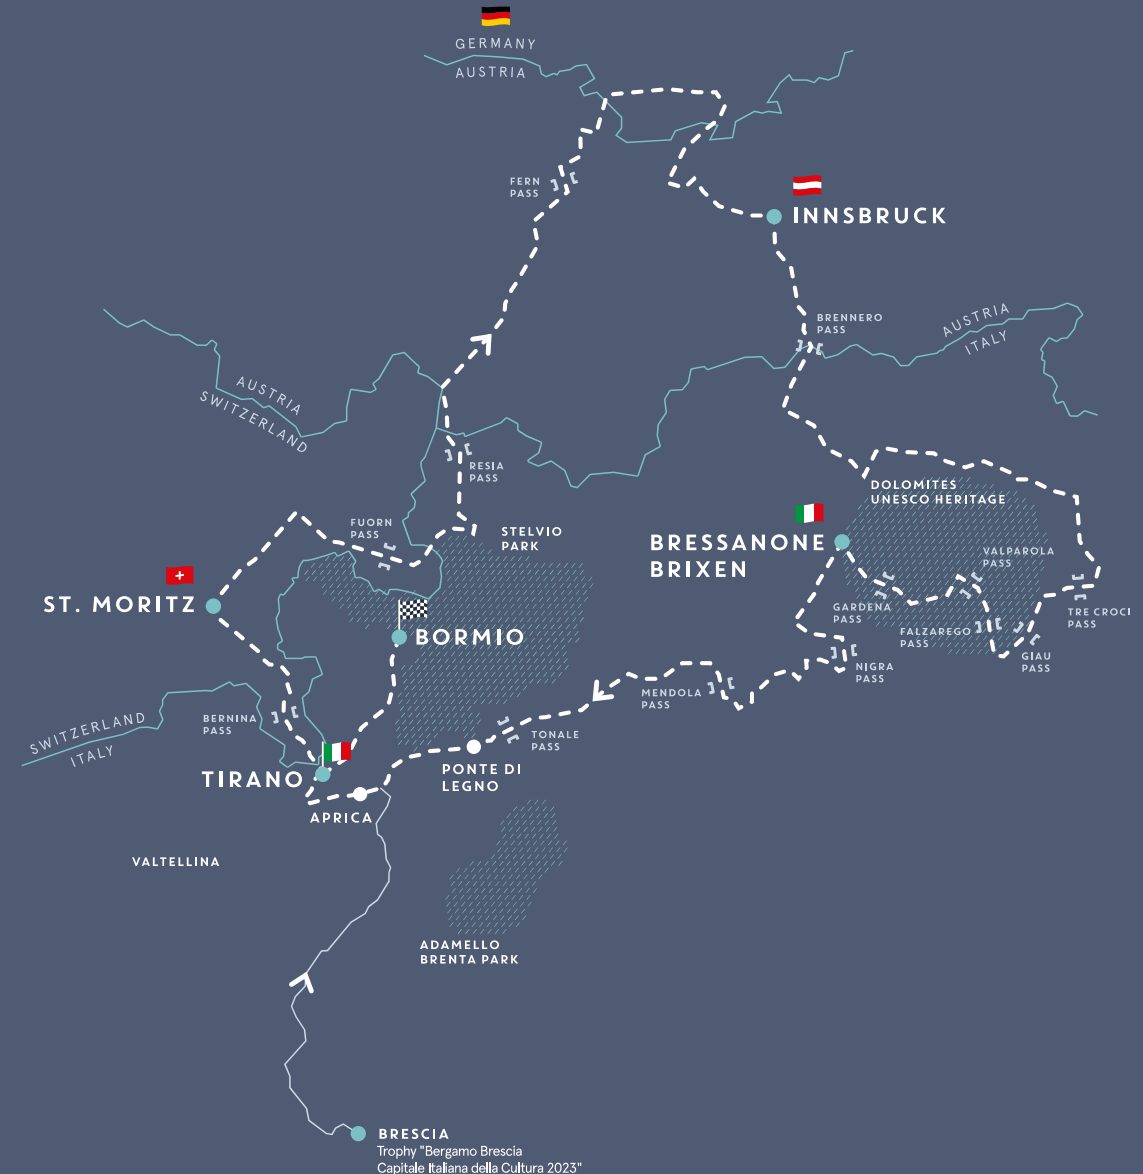 GERMANY
AUSTRIA
FERN
PASS
INNSBRUCK
BRENNERO
PASS
AUSTRIA
ITALY
AUSTRIA
SWITZERLAND
RESIA
PASS
DOLOMITES
UNESCO HERITAGE
FUORN
PASS
STELVIO
PARK
BRESSANONE
BRIXEN
VALPAROLA
PASS
ST. MORITZ
GARDENA
PASS
TRE CROCI
PASS
BORMIO
FALZAREGO
PASS
GIAU
PASS
NIGRA
PASS
MENDOLA
PASS
BERNINA
PASS
SWITZERLAND
ITALY
TONALE
PASS
TIRANO
PONTE DI
LEGNO
APRICA
VALTELLINA
ADAMELLO
BRENTA PARK
BRESCIA
Trophy "Bergamo Brescia
Capitale Italiana della Cultura 2023"